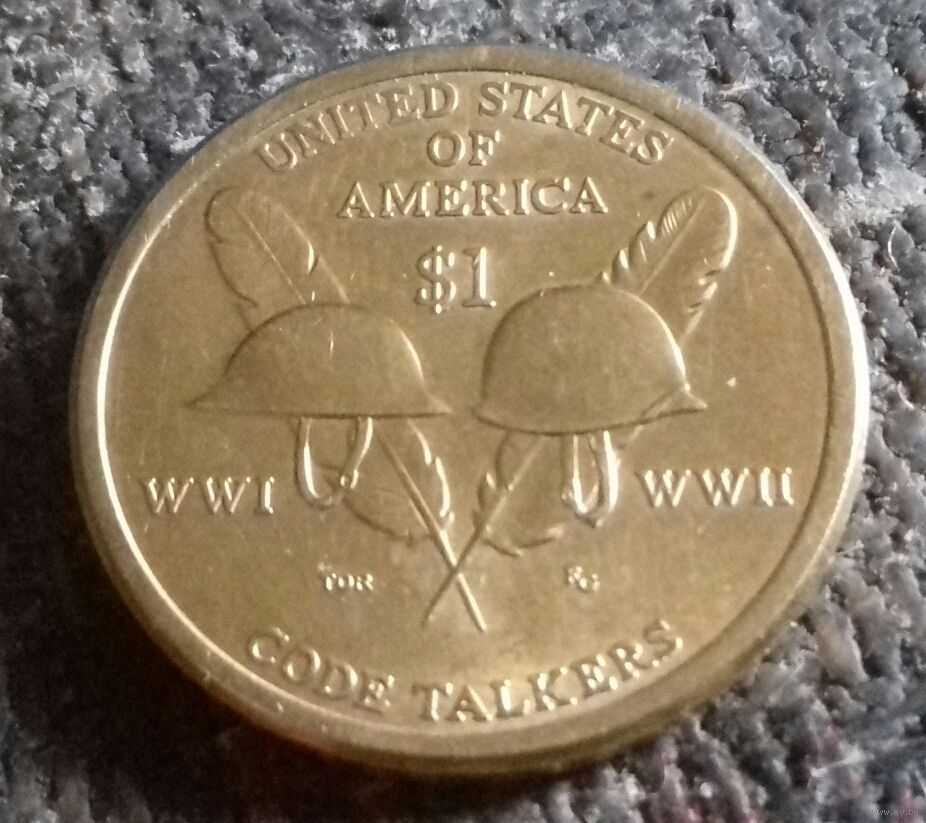 UNITED STATES
OF
AMERICA
$1
WWI
WWII
CODE TALKERS